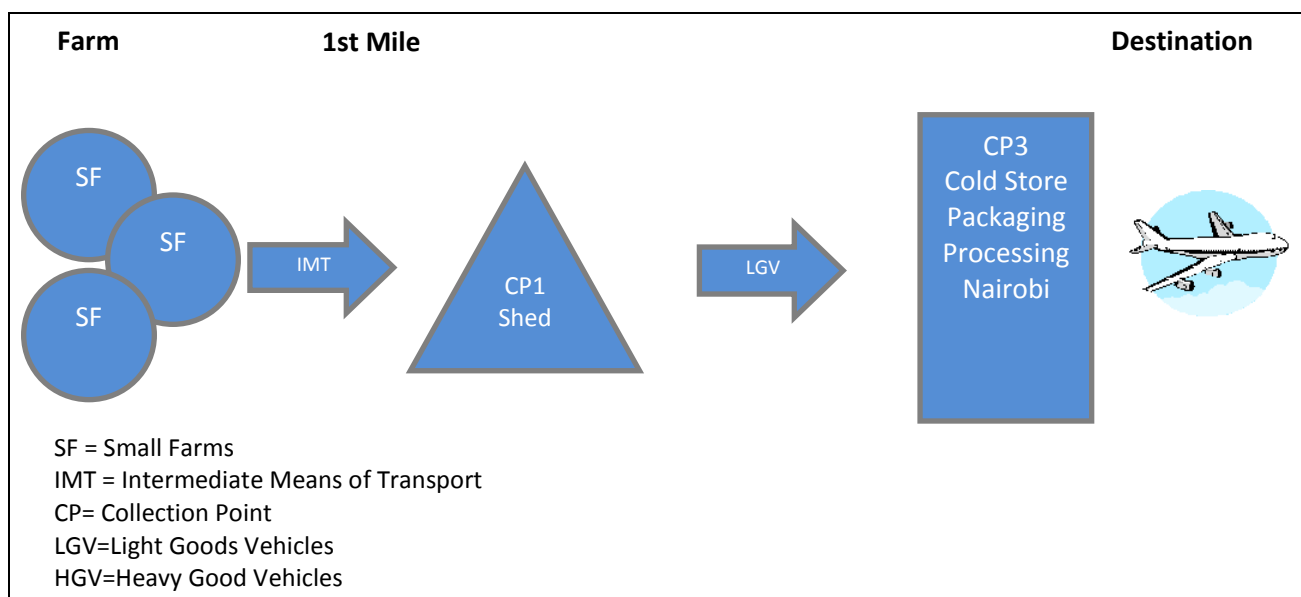 Farm
1st Mile
Destination
SF
SF
SF
IMT
CP1
Shed
LGV
CP3
Cold Store
Packaging
Processing
Nairobi
SF = Small Farms
IMT = Intermediate Means of Transport
CP= Collection Point
LGV=Light Goods Vehicles
HGV=Heavy Good Vehicles